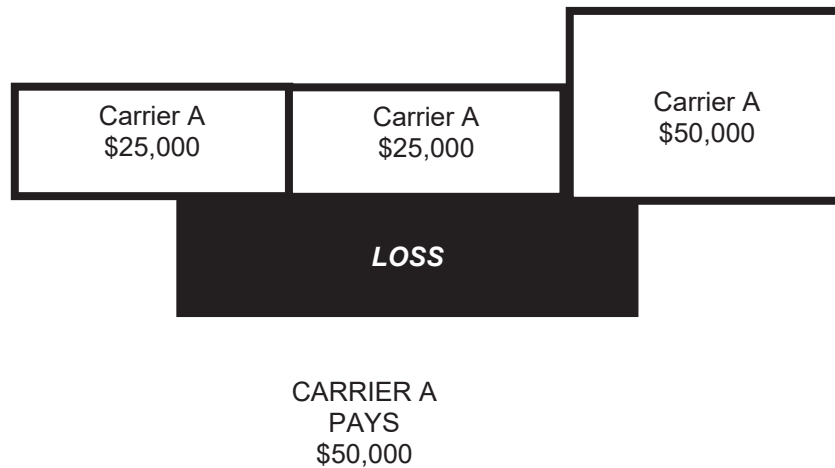 Carrier A
$25,000
Carrier A
$25,000
Carrier A
$50,000
LOSS
CARRIER A
PAYS
$50,000